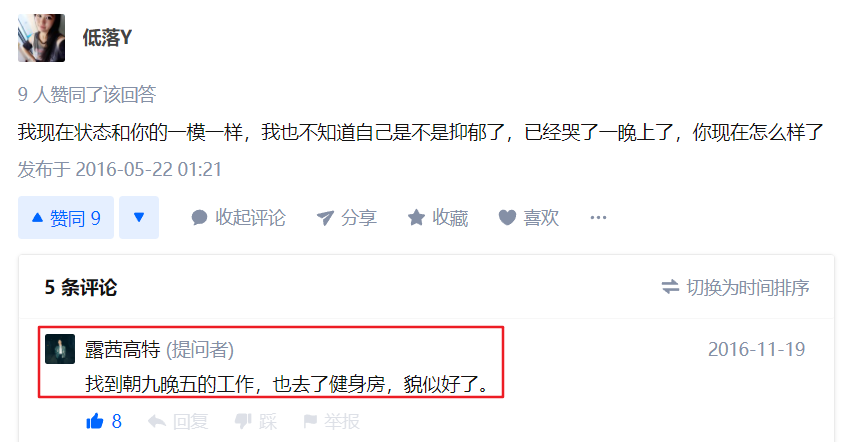 低落Y
9 人赞同了该回答
我现在状态和你的一模一样，我也不知道自己是不是抑郁了，已经哭了一晚上了，你现在怎么样了
发布于 2016-05-22 01:21
赞同 9 收起评论 分享 收藏 喜欢 ···
5 条评论 切换为时间排序
露茜高特 (提问者) 2016-11-19
找到朝九晚五的工作，也去了健身房，貌似好了。
8 回复 踩 举报